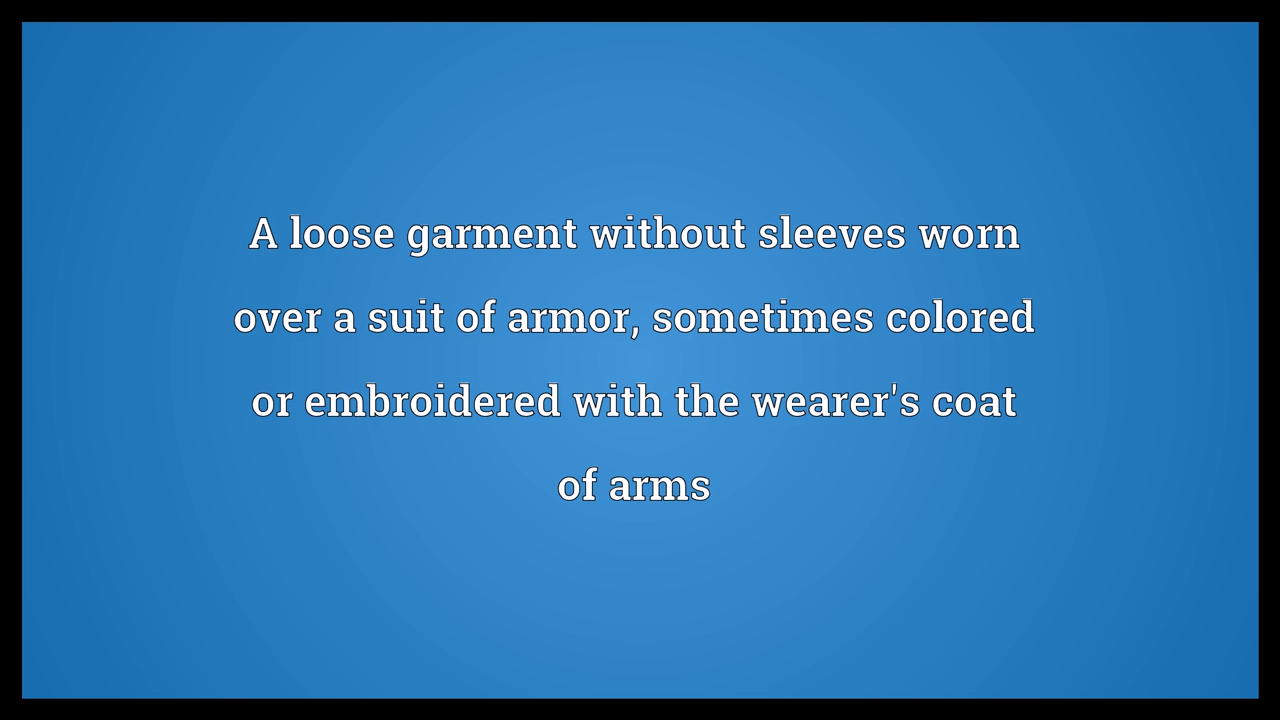 A loose garment without sleeves worn
over a suit of armor, sometimes colored
or embroidered with the wearer's coat
of arms